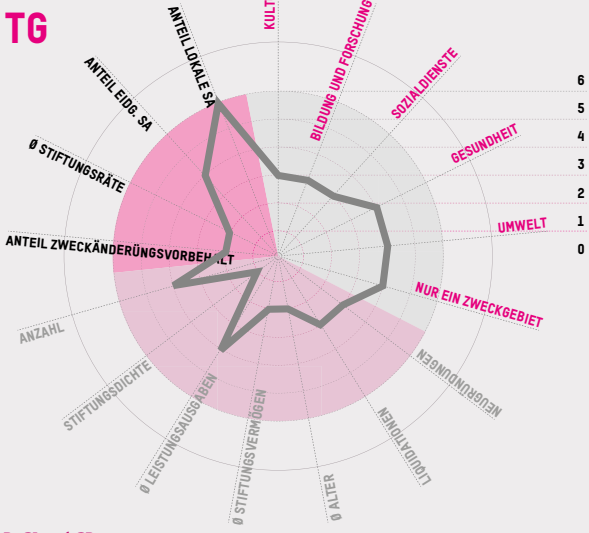 TG
KULT
BILDUNG UND FORSCHUNG
SOZIALDIENSTE
GESUNDHEIT
UMWELT
NUR EIN ZWECKGEBIET
NEUGRÜNDUNGEN
LIQUIDATIONEN
Ø ALTER
Ø STIFTUNGSVERMÖGEN
Ø LEISTUNGSAUSGABEN
STIFTUNGSDICHTE
ANZAHL
ANTEIL ZWECKÄNDERÜNGSVORBEHALT
Ø STIFTUNGSRÄTE
ANTEIL EIDG. SA
ANTEIL LOKALE SA
6
5
4
3
2
1
0